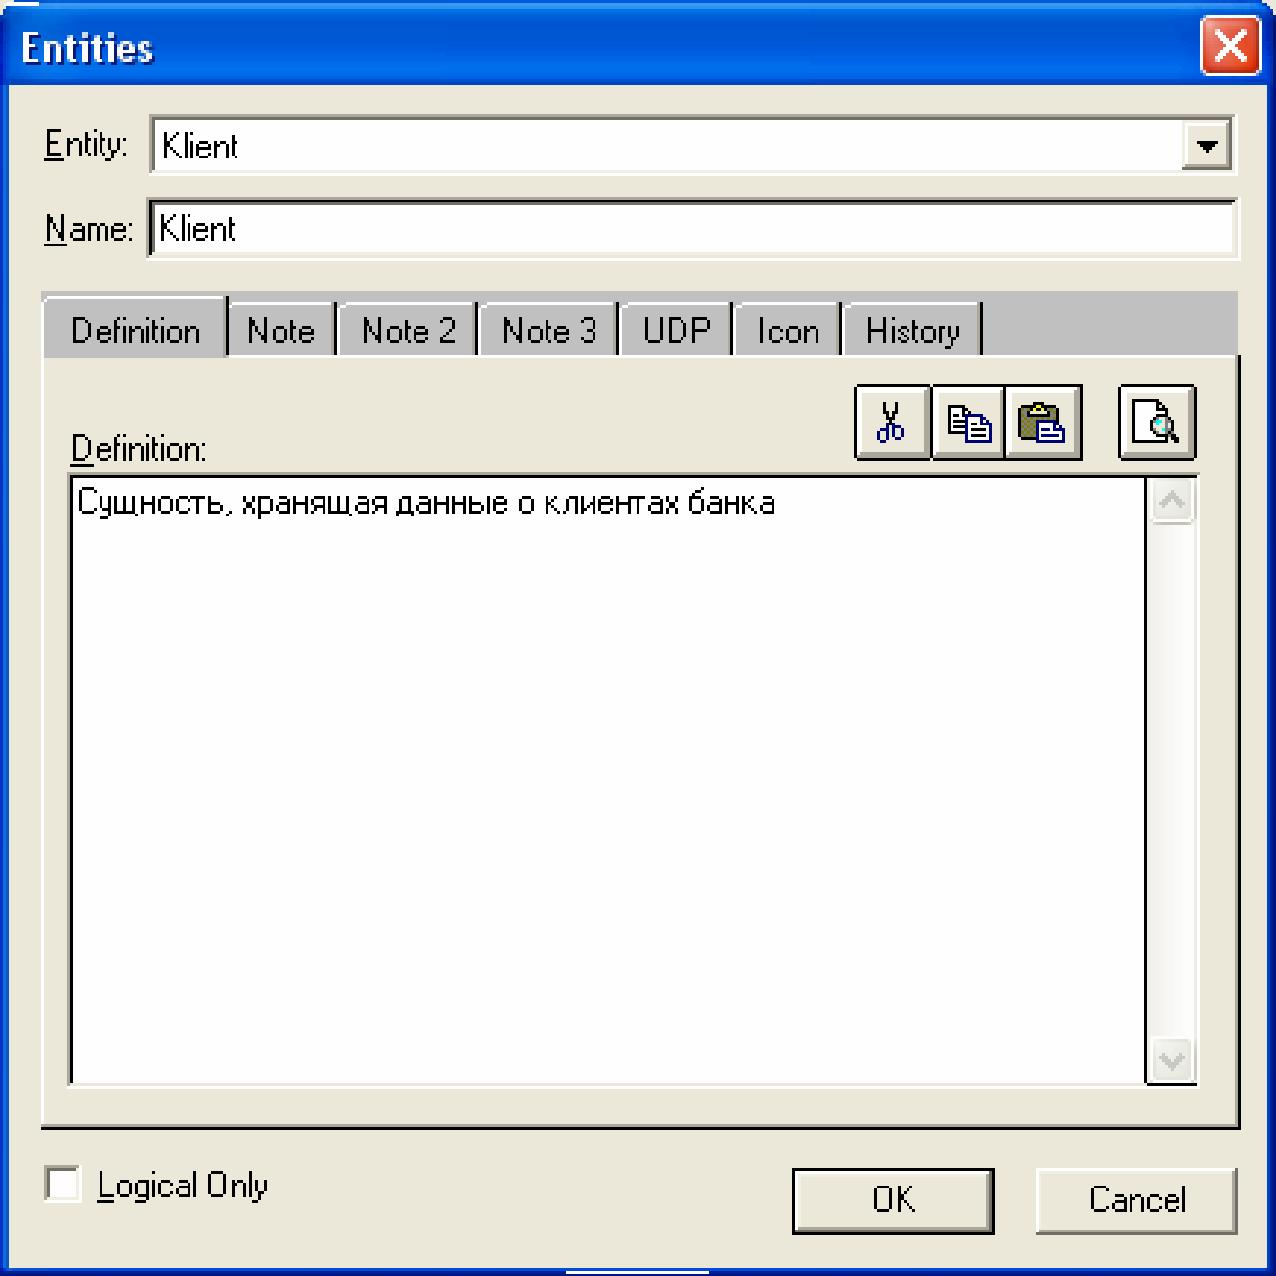 Entities
Entity: Klient
Name: Klient
Definition Note Note 2 Note 3 UDP Icon History
Definition:
Сущность, хранящая данные о клиентах банка
Logical Only OK Cancel